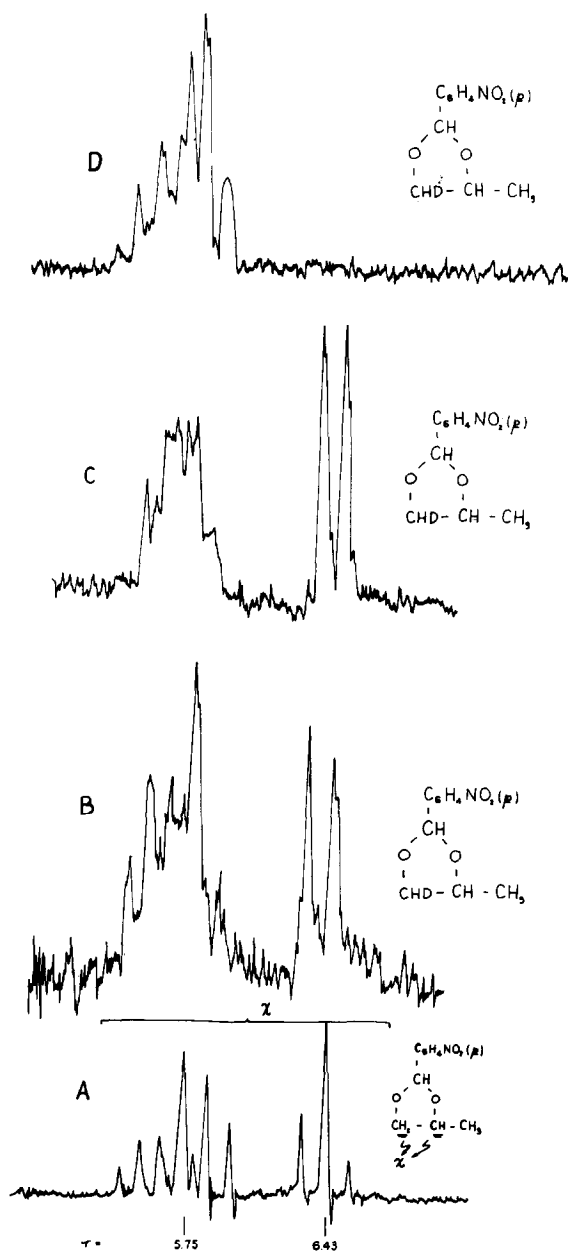 C₆H₄NO₂(p)
CH
D
O O
CHD - CH - CH₃
C₆H₄NO₂(p)
CH
C
O O
CHD - CH - CH₃
C₆H₄NO₂(p)
CH
B
O O
CHD - CH - CH₃
χ
C₆H₄NO₂(p)
A
CH
O O
CH₂ - CH - CH₃
χ
τ = 5.75 6.43